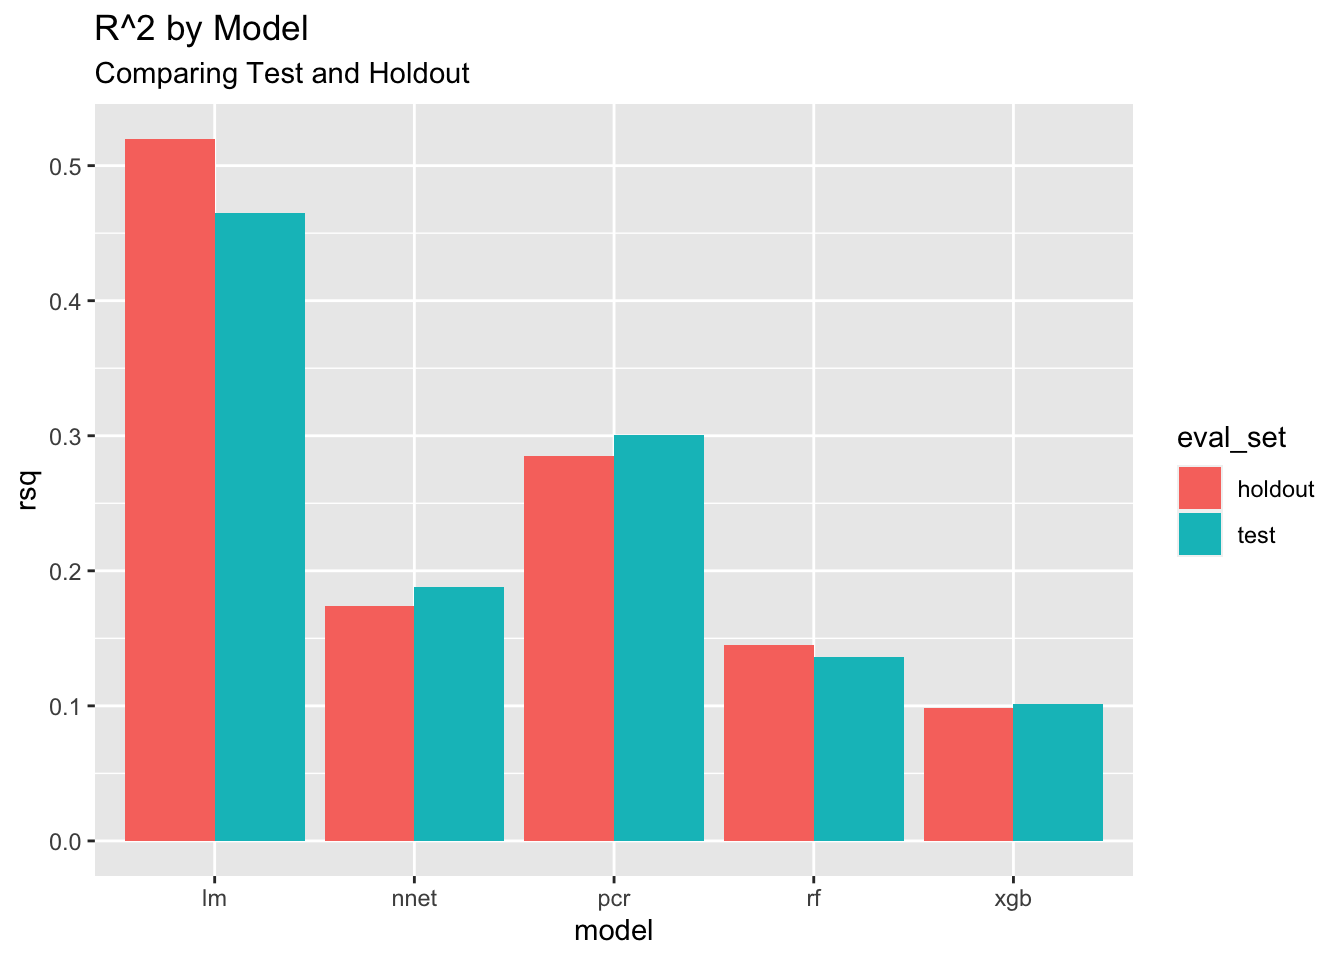 R^2 by Model
Comparing Test and Holdout
0.5
0.4
0.3
0.2
0.1
0.0
rsq
lm
nnet
pcr
rf
xgb
model
eval_set
holdout
test